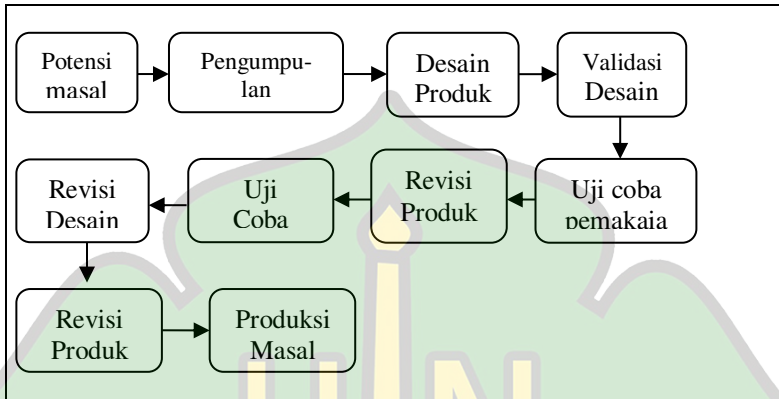 Potensi
masal
Pengumpu-
lan
Desain
Produk
Validasi
Desain
Revisi
Desain
Uji
Coba
Revisi
Produk
Uji coba
pemakaia
Revisi
Produk
Produksi
Masal
UIN